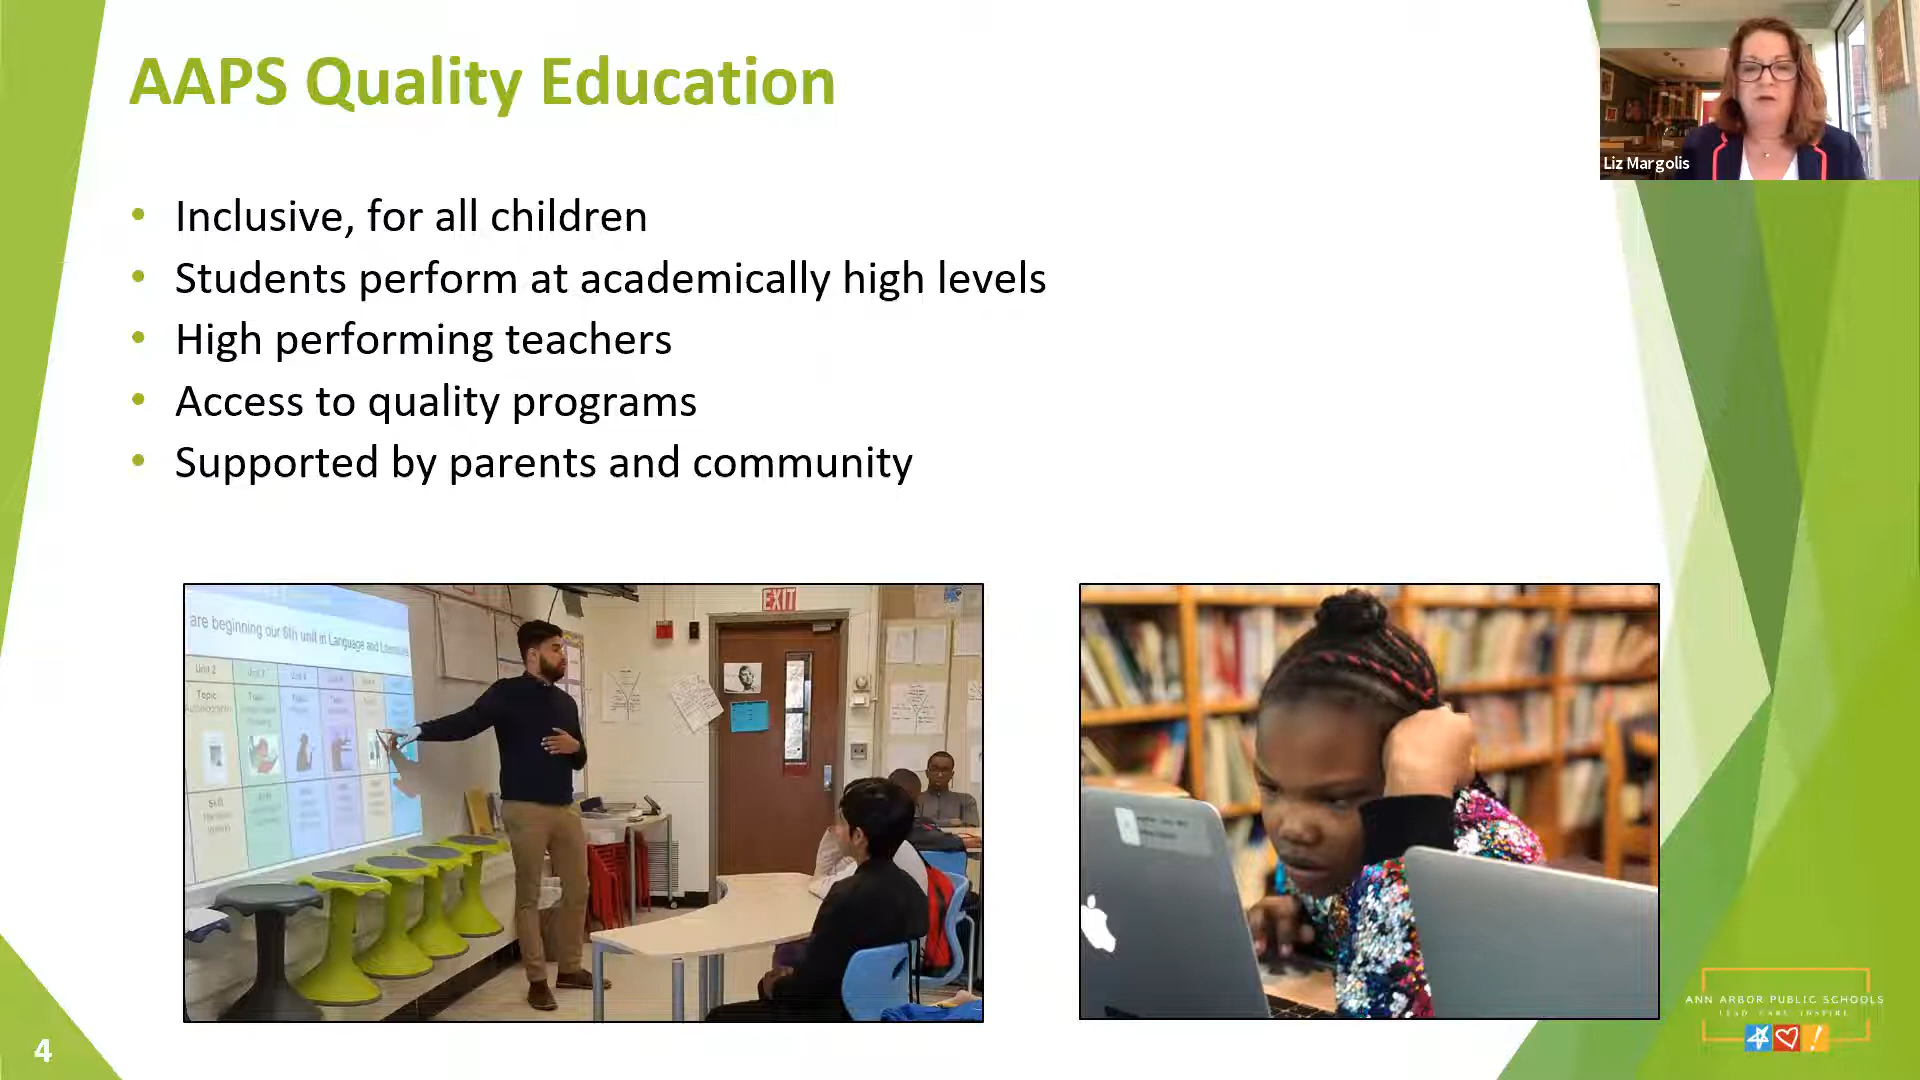 AAPS Quality Education
Liz Margolis
• Inclusive, for all children
• Students perform at academically high levels
• High performing teachers
• Access to quality programs
• Supported by parents and community
EXIT
are beginning our 6th unit in Language and Literature
Unit 2
Topic
Skill
ANN ARBOR PUBLIC SCHOOLS
LEAD CARE INSPIRE
4